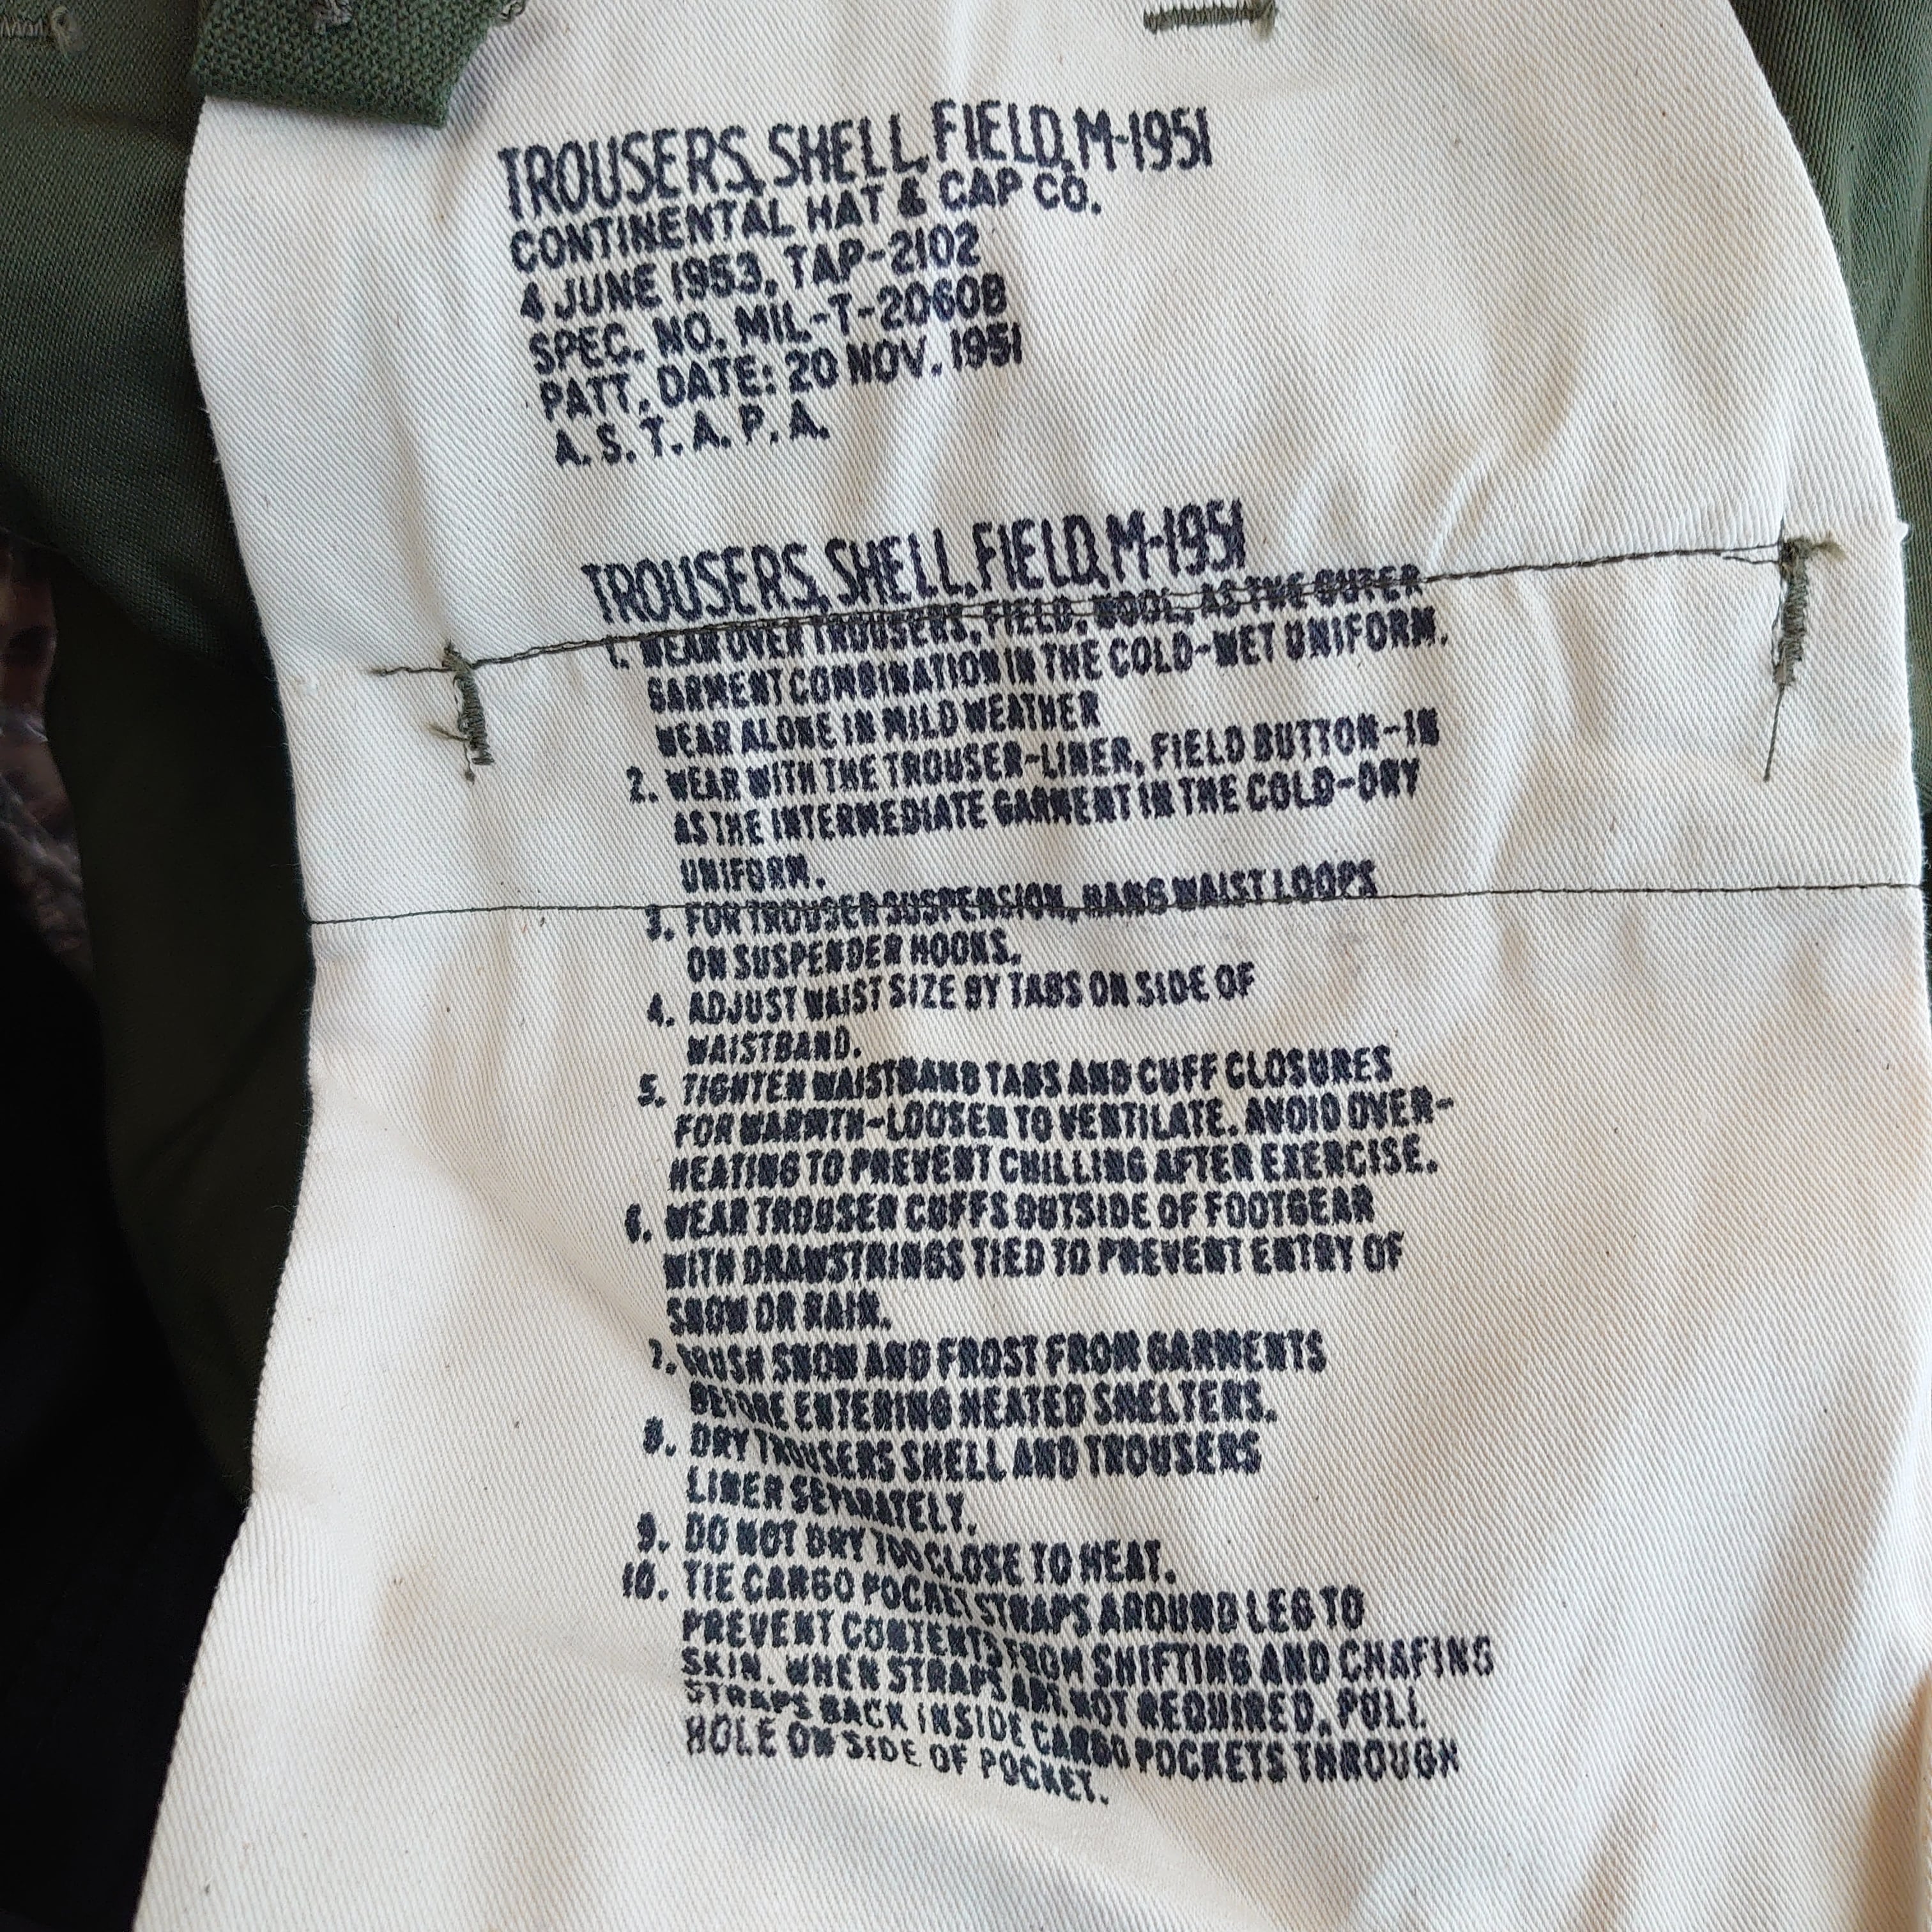 TROUSERS, SHELL, FIELD, M-1951
CONTINENTAL HAT & CAP CO.
4 JUNE 1953, TAP-2102
SPEC. NO. MIL-T-2060B
PATT. DATE: 20 NOV. 1951
A. S. T. A. P. A.
TROUSERS, SHELL, FIELD, M-1951
1. WEAR OVER TROUSERS, FIELD, WOOL, AS THE OUTER
GARMENT COMBINATION IN THE COLD-WET UNIFORM.
WEAR ALONE IN MILD WEATHER
2. WEAR WITH THE TROUSER-LINER, FIELD BUTTON-IN
AS THE INTERMEDIATE GARMENT IN THE COLD-DRY
UNIFORM.
3. FOR TROUSER SUSPENSION, HANG WAIST LOOPS
ON SUSPENDER HOOKS.
4. ADJUST WAIST SIZE BY TABS ON SIDE OF
WAISTBAND.
5. TIGHTEN WAISTBAND TABS AND CUFF CLOSURES
FOR WARMTH-LOOSEN TO VENTILATE. AVOID OVER-
HEATING TO PREVENT CHILLING AFTER EXERCISE.
6. WEAR TROUSER CUFFS OUTSIDE OF FOOTGEAR
WITH DRAWSTRINGS TIED TO PREVENT ENTRY OF
SNOW OR RAIN.
7. BRUSH SNOW AND FROST FROM GARMENTS
BEFORE ENTERING HEATED SHELTERS.
8. DRY TROUSERS SHELL AND TROUSERS
LINER SEPARATELY.
9. DO NOT DRY TOO CLOSE TO HEAT.
10. TIE CARGO POCKET STRAPS AROUND LEG TO
PREVENT CONTENTS FROM SHIFTING AND CHAFING
SKIN. WHEN STRAPS ARE NOT REQUIRED, PULL
STRAPS BACK INSIDE CARGO POCKETS THROUGH
HOLE ON SIDE OF POCKET.